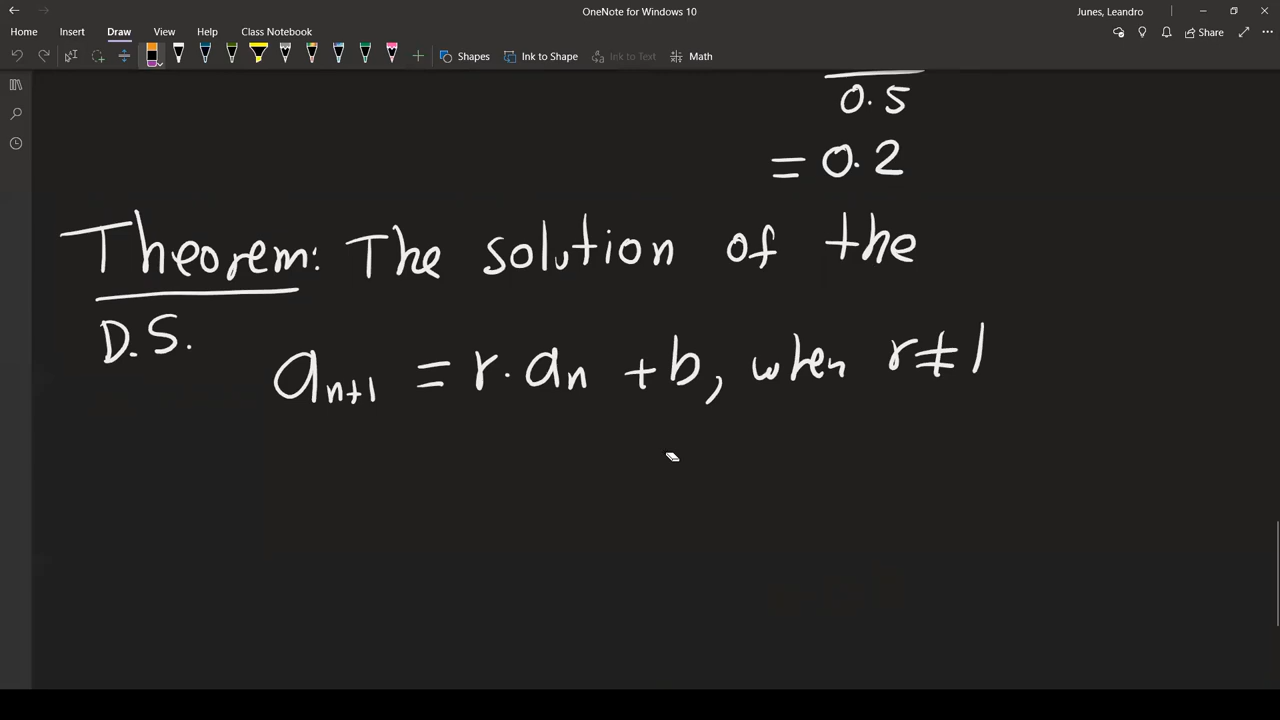 OneNote for Windows 10
Junes, Leandro
Home Insert Draw View Help Class Notebook
Share
Shapes Ink to Shape Ink to Text Math
0.5
= 0.2
Theorem: The solution of the
D.S.
aₙ₊₁ = r · aₙ + b, when r ≠ 1